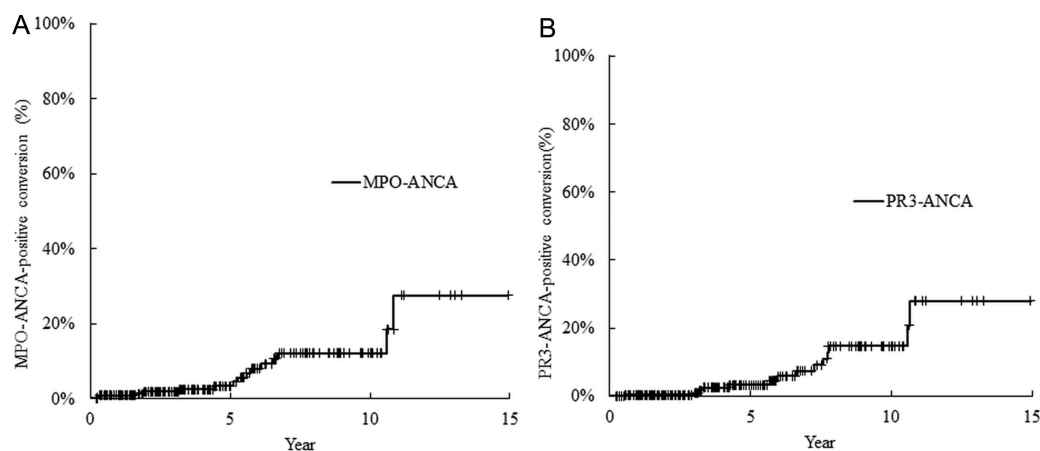 A
MPO-ANCA-positive conversion (%)
100%
80%
60%
40%
20%
0%
MPO-ANCA
0 5 10 15
Year
B
PR3-ANCA-positive conversion(%)
100%
80%
60%
40%
20%
0%
PR3-ANCA
0 5 10 15
Year